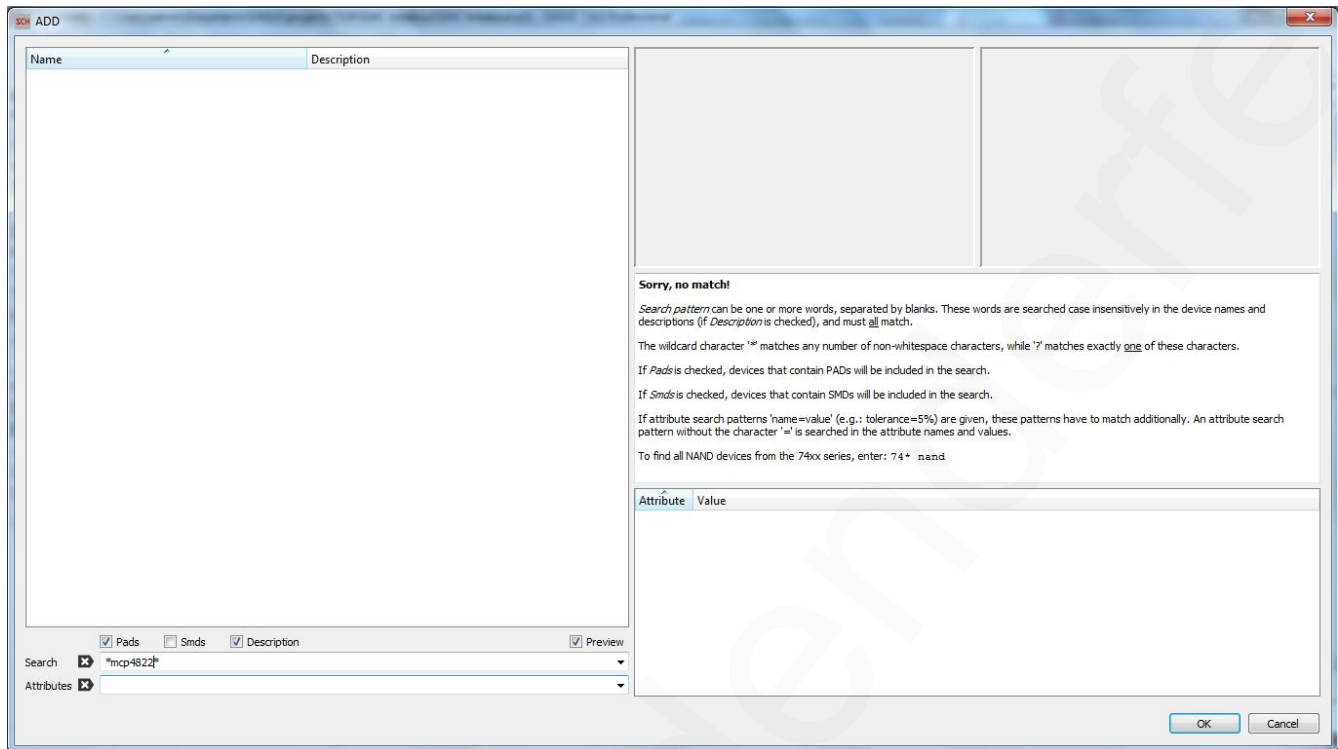 SCH ADD
Name Description
Sorry, no match!
Search pattern can be one or more words, separated by blanks. These words are searched case insensitively in the device names and
descriptions (if Description is checked), and must all match.
The wildcard character '*' matches any number of non-whitespace characters, while '?' matches exactly one of these characters.
If Pads is checked, devices that contain PADs will be included in the search.
If Smds is checked, devices that contain SMDs will be included in the search.
If attribute search patterns 'name=value' (e.g.: tolerance=5%) are given, these patterns have to match additionally. An attribute search
pattern without the character '=' is searched in the attribute names and values.
To find all NAND devices from the 74xx series, enter: 74* nand
Attribute Value
Pads Smds Description Preview
Search *mcp4822*
Attributes
OK Cancel